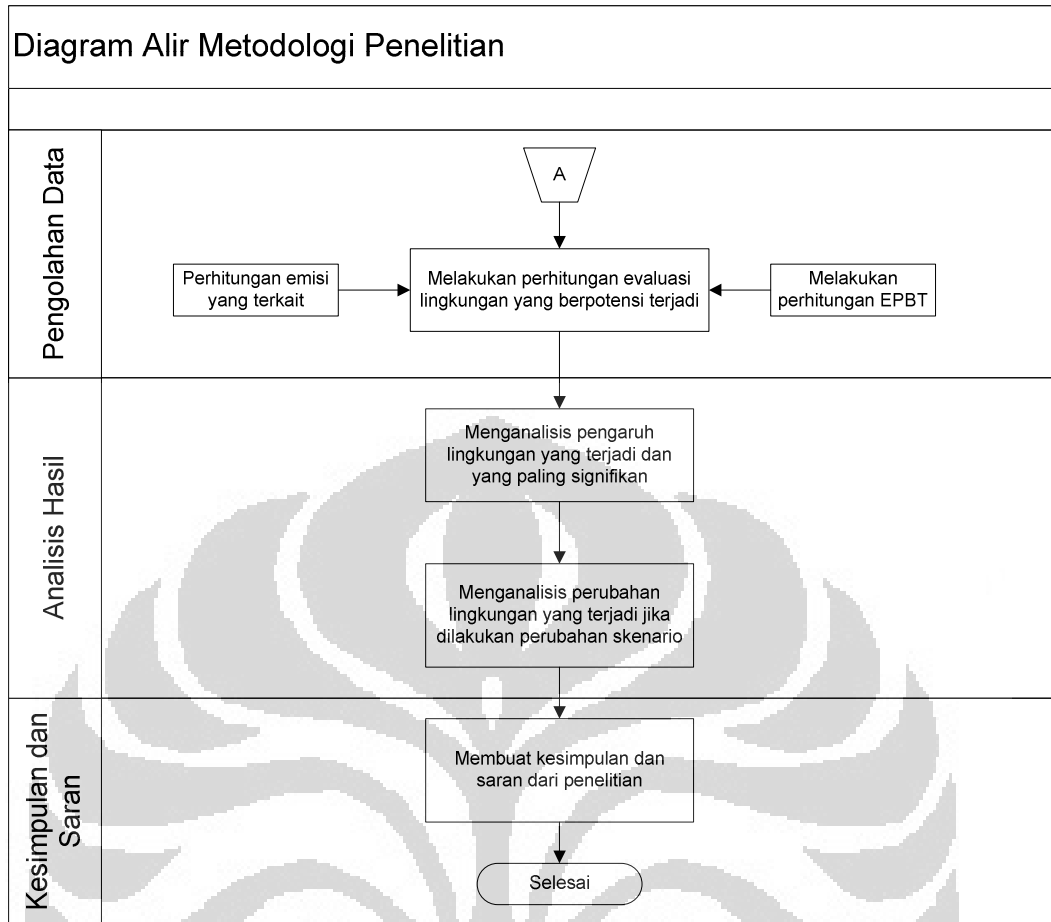 Diagram Alir Metodologi Penelitian
Pengolahan Data
A
Perhitungan emisi
yang terkait
Melakukan perhitungan evaluasi
lingkungan yang berpotensi terjadi
Melakukan
perhitungan EPBT
Analisis Hasil
Menganalisis pengaruh
lingkungan yang terjadi dan
yang paling signifikan
Menganalisis perubahan
lingkungan yang terjadi jika
dilakukan perubahan skenario
Kesimpulan dan
Saran
Membuat kesimpulan dan
saran dari penelitian
Selesai